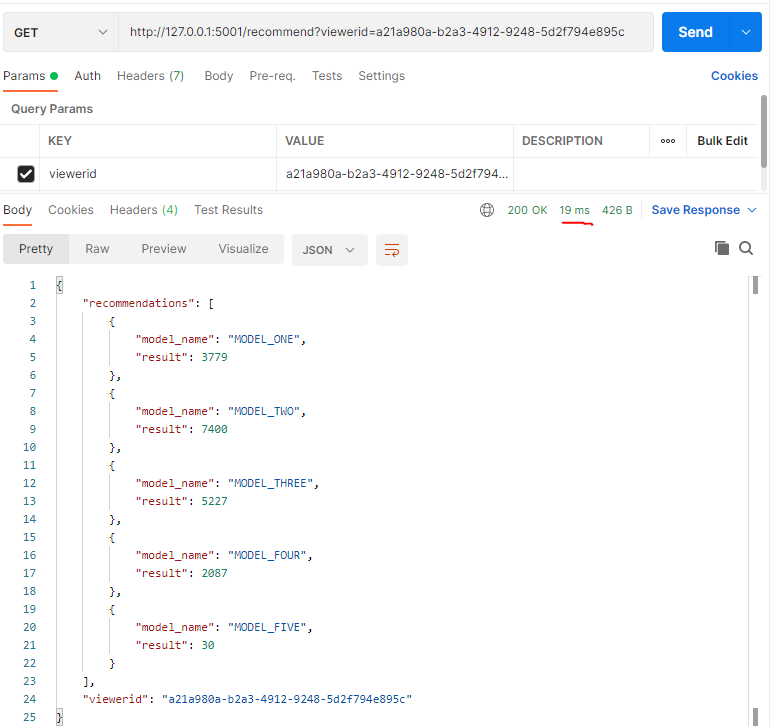 GET http://127.0.0.1:5001/recommend?viewerid=a21a980a-b2a3-4912-9248-5d2f794e895c Send
Params Auth Headers (7) Body Pre-req. Tests Settings Cookies
Query Params
KEY VALUE DESCRIPTION ooo Bulk Edit
viewerid a21a980a-b2a3-4912-9248-5d2f794...
Body Cookies Headers (4) Test Results 200 OK 19 ms 426 B Save Response
Pretty Raw Preview Visualize JSON
1 {
2 "recommendations": [
3 {
4 "model_name": "MODEL_ONE",
5 "result": 3779
6 },
7 {
8 "model_name": "MODEL_TWO",
9 "result": 7400
10 },
11 {
12 "model_name": "MODEL_THREE",
13 "result": 5227
14 },
15 {
16 "model_name": "MODEL_FOUR",
17 "result": 2087
18 },
19 {
20 "model_name": "MODEL_FIVE",
21 "result": 30
22 }
23 ],
24 "viewerid": "a21a980a-b2a3-4912-9248-5d2f794e895c"
25 }